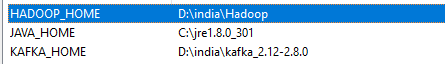 HADOOP_HOME D:\india\Hadoop
JAVA_HOME C:\jre1.8.0_301
KAFKA_HOME D:\india\kafka_2.12-2.8.0